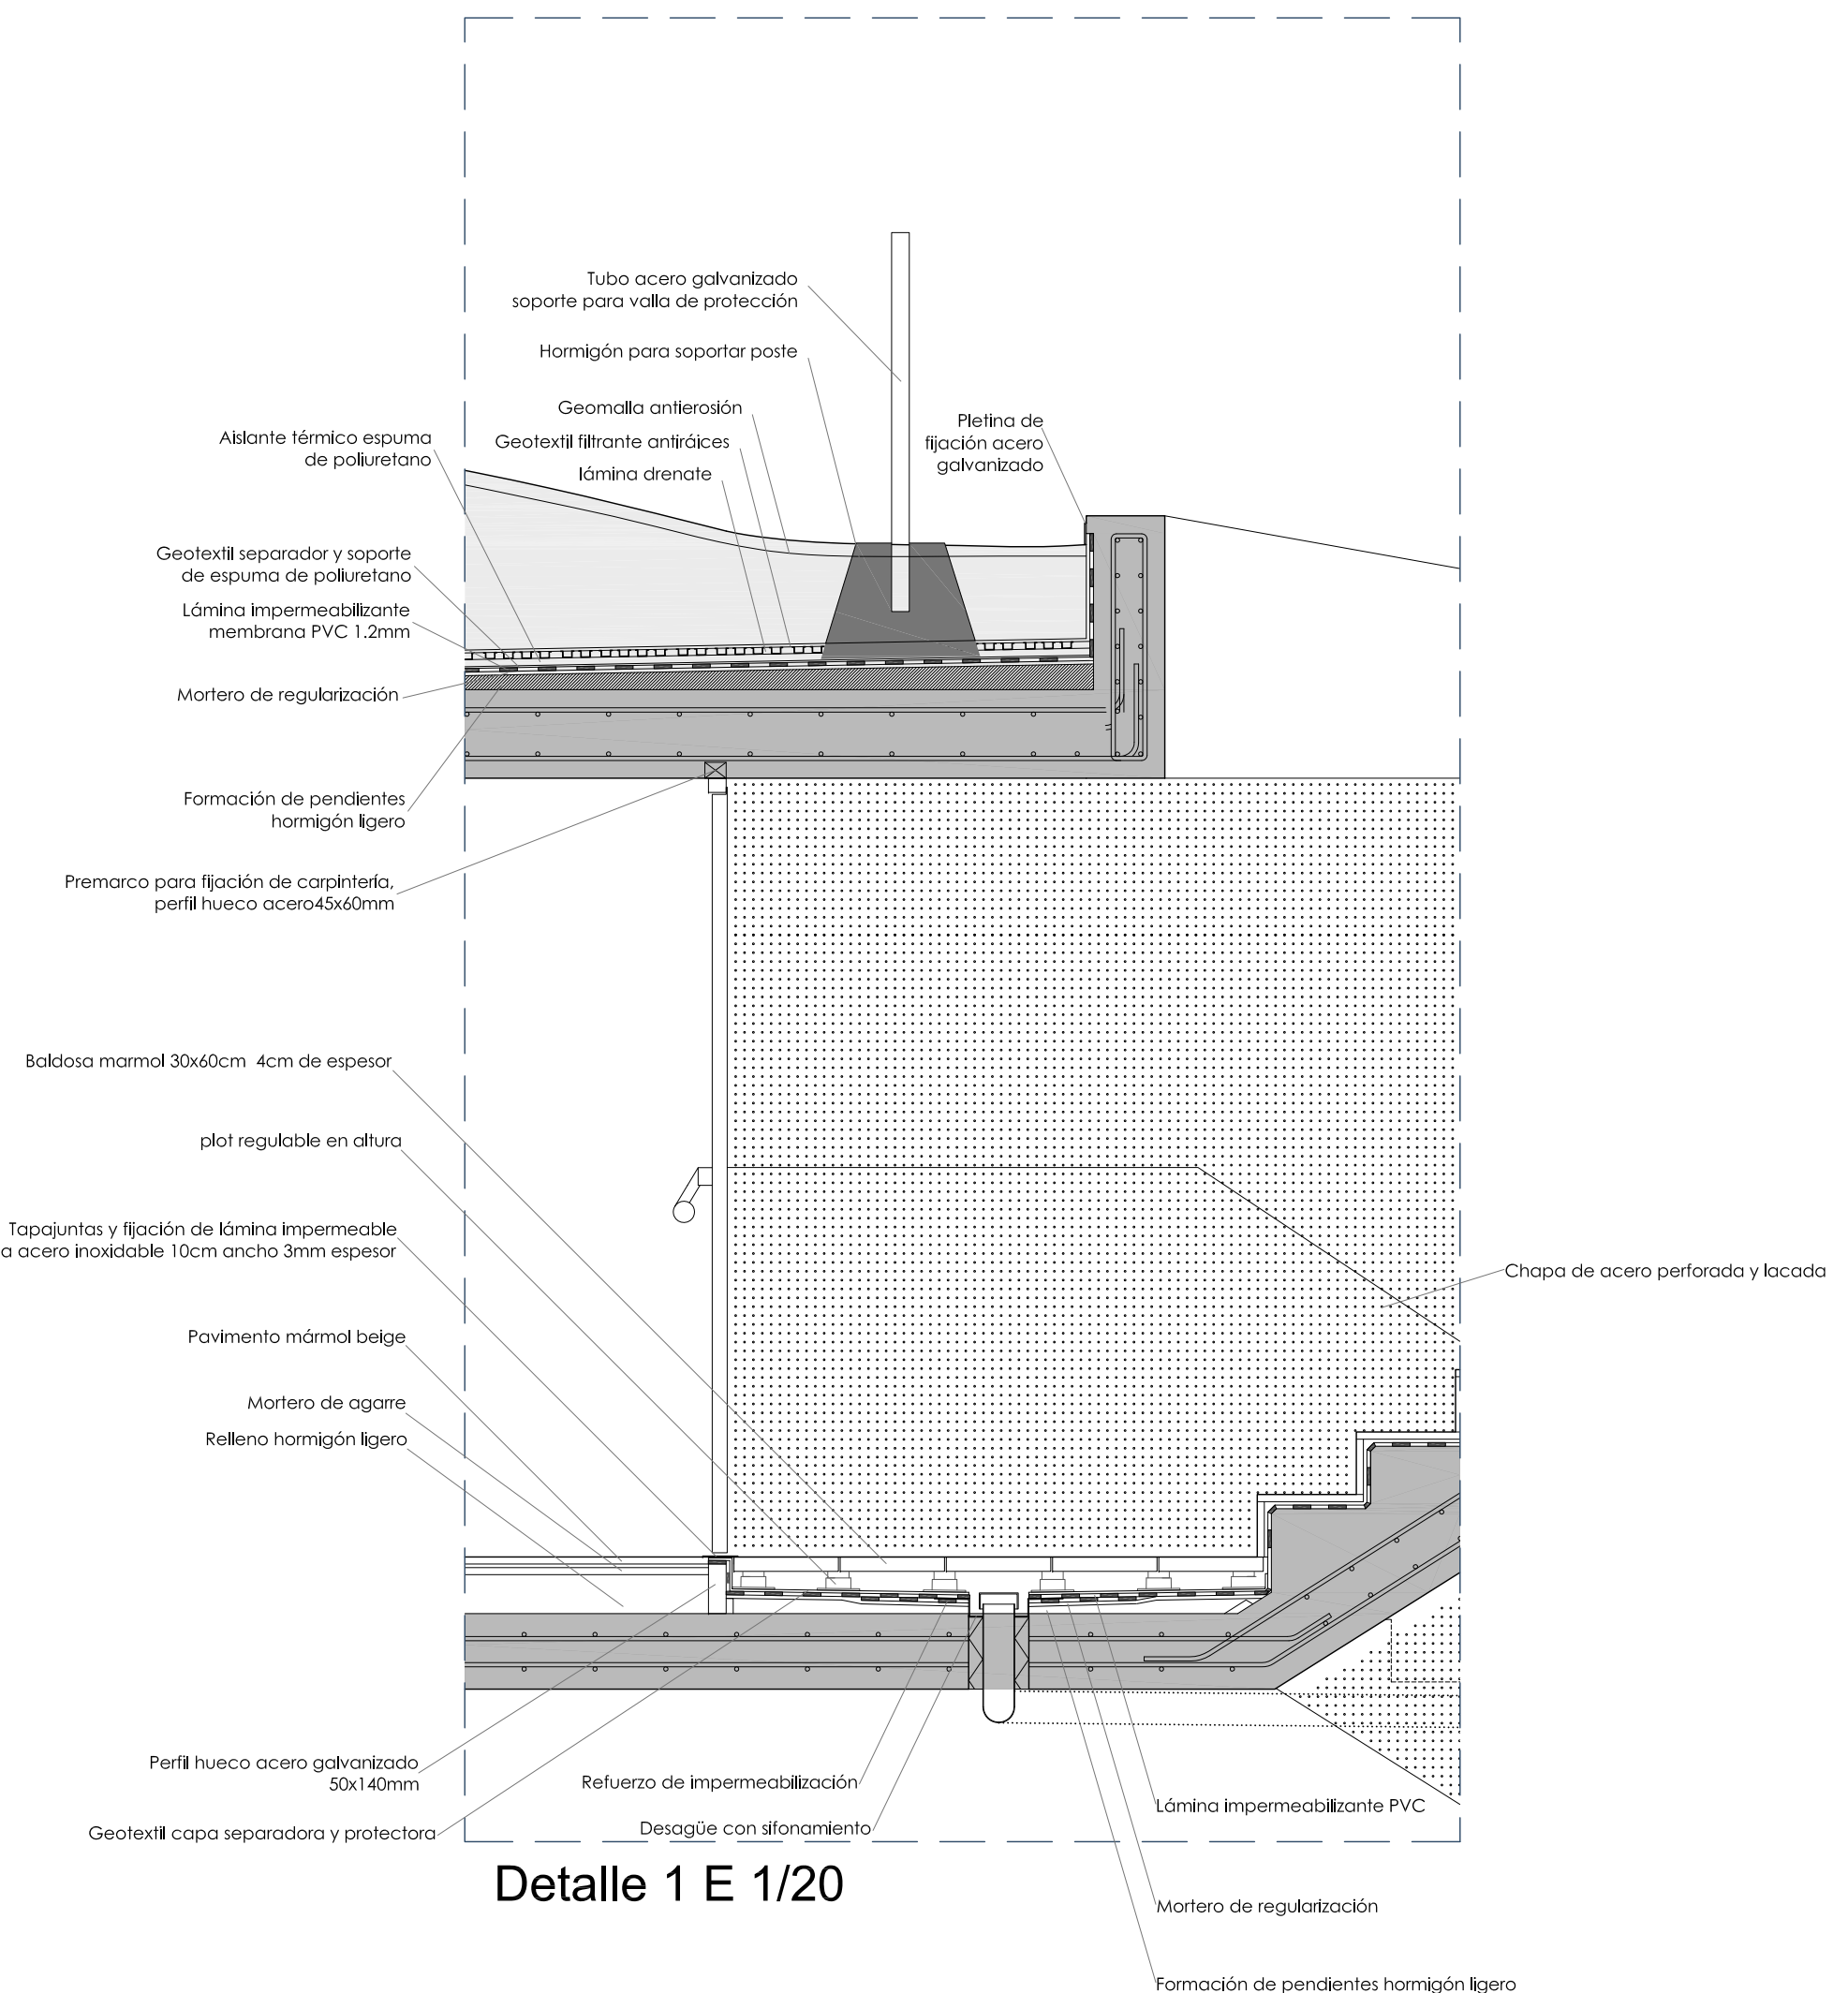 Tubo acero galvanizado
soporte para valla de protección
Hormigón para soportar poste
Geomalla antierosión
Geotextil filtrante antiráices
lámina drenate
Pletina de
fijación acero
galvanizado
Aislante térmico espuma
de poliuretano
Geotextil separador y soporte
de espuma de poliuretano
Lámina impermeabilizante
membrana PVC 1.2mm
Mortero de regularización
Formación de pendientes
hormigón ligero
Premarco para fijación de carpintería,
perfil hueco acero45x60mm
Baldosa marmol 30x60cm 4cm de espesor
plot regulable en altura
Tapajuntas y fijación de lámina impermeable
a acero inoxidable 10cm ancho 3mm espesor
Chapa de acero perforada y lacada
Pavimento mármol beige
Mortero de agarre
Relleno hormigón ligero
Perfil hueco acero galvanizado
50x140mm
Geotextil capa separadora y protectora
Refuerzo de impermeabilización
Desagüe con sifonamiento
Lámina impermeabilizante PVC
Mortero de regularización
Formación de pendientes hormigón ligero
Detalle 1 E 1/20